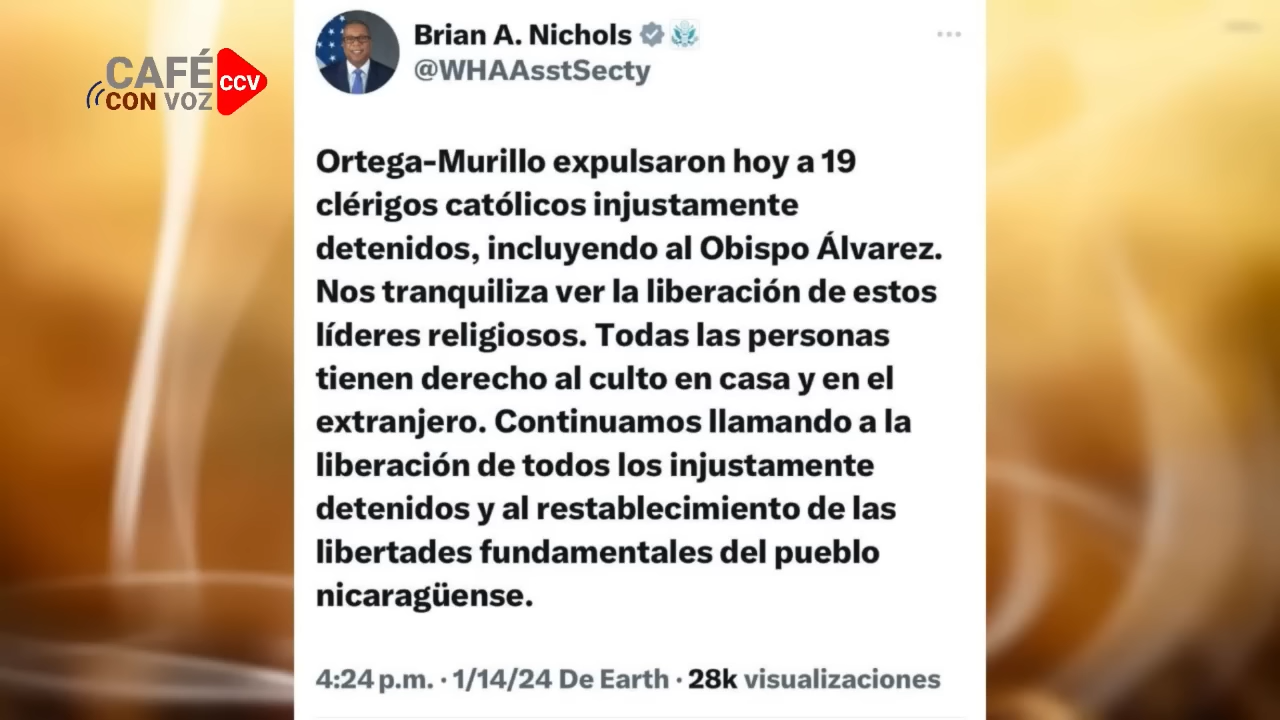 CAFÉ
CON VOZ
CCV
Brian A. Nichols
@WHAAsstSecty
Ortega-Murillo expulsaron hoy a 19
clérigos católicos injustamente
detenidos, incluyendo al Obispo Álvarez.
Nos tranquiliza ver la liberación de estos
líderes religiosos. Todas las personas
tienen derecho al culto en casa y en el
extranjero. Continuamos llamando a la
liberación de todos los injustamente
detenidos y al restablecimiento de las
libertades fundamentales del pueblo
nicaragüense.
4:24 p.m. · 1/14/24 De Earth · 28k visualizaciones